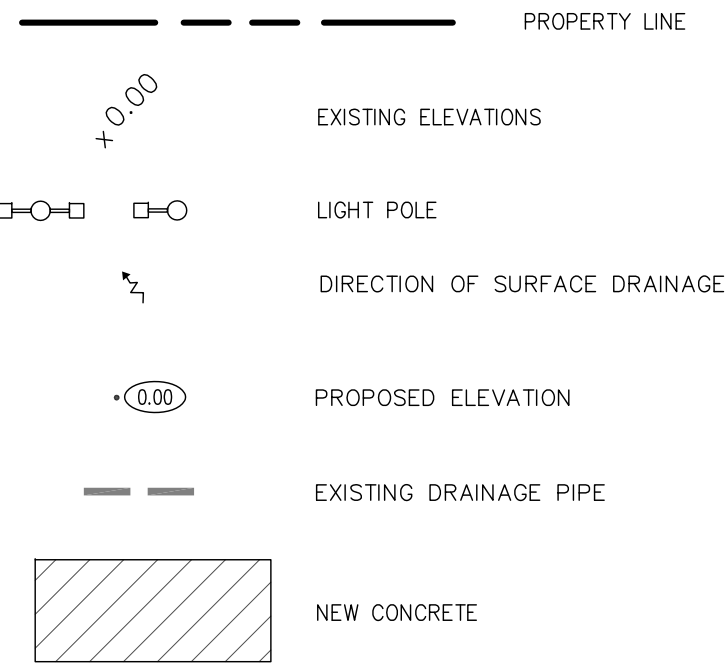 PROPERTY LINE
x 0.00
EXISTING ELEVATIONS
LIGHT POLE
DIRECTION OF SURFACE DRAINAGE
0.00
PROPOSED ELEVATION
EXISTING DRAINAGE PIPE
NEW CONCRETE